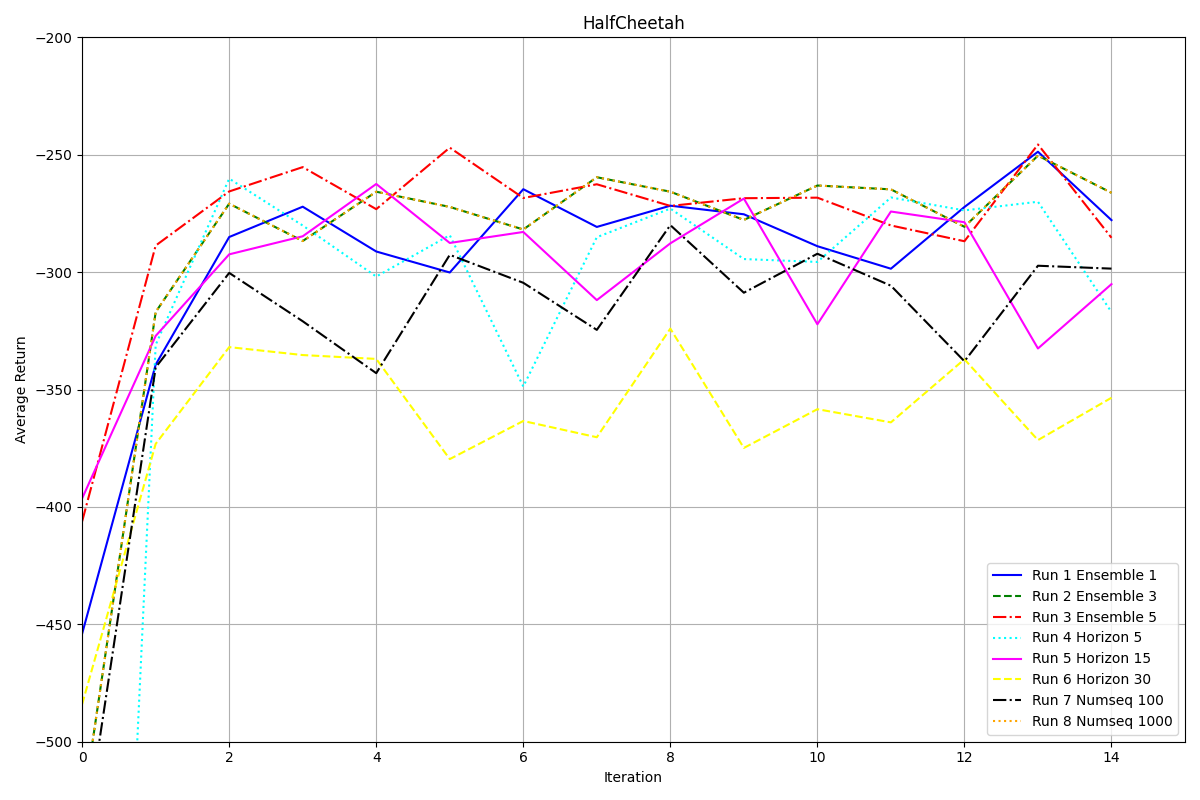 HalfCheetah
Average Return
−200
−250
−300
−350
−400
−450
−500
0 2 4 6 8 10 12 14
Iteration
Run 1 Ensemble 1
Run 2 Ensemble 3
Run 3 Ensemble 5
Run 4 Horizon 5
Run 5 Horizon 15
Run 6 Horizon 30
Run 7 Numseq 100
Run 8 Numseq 1000